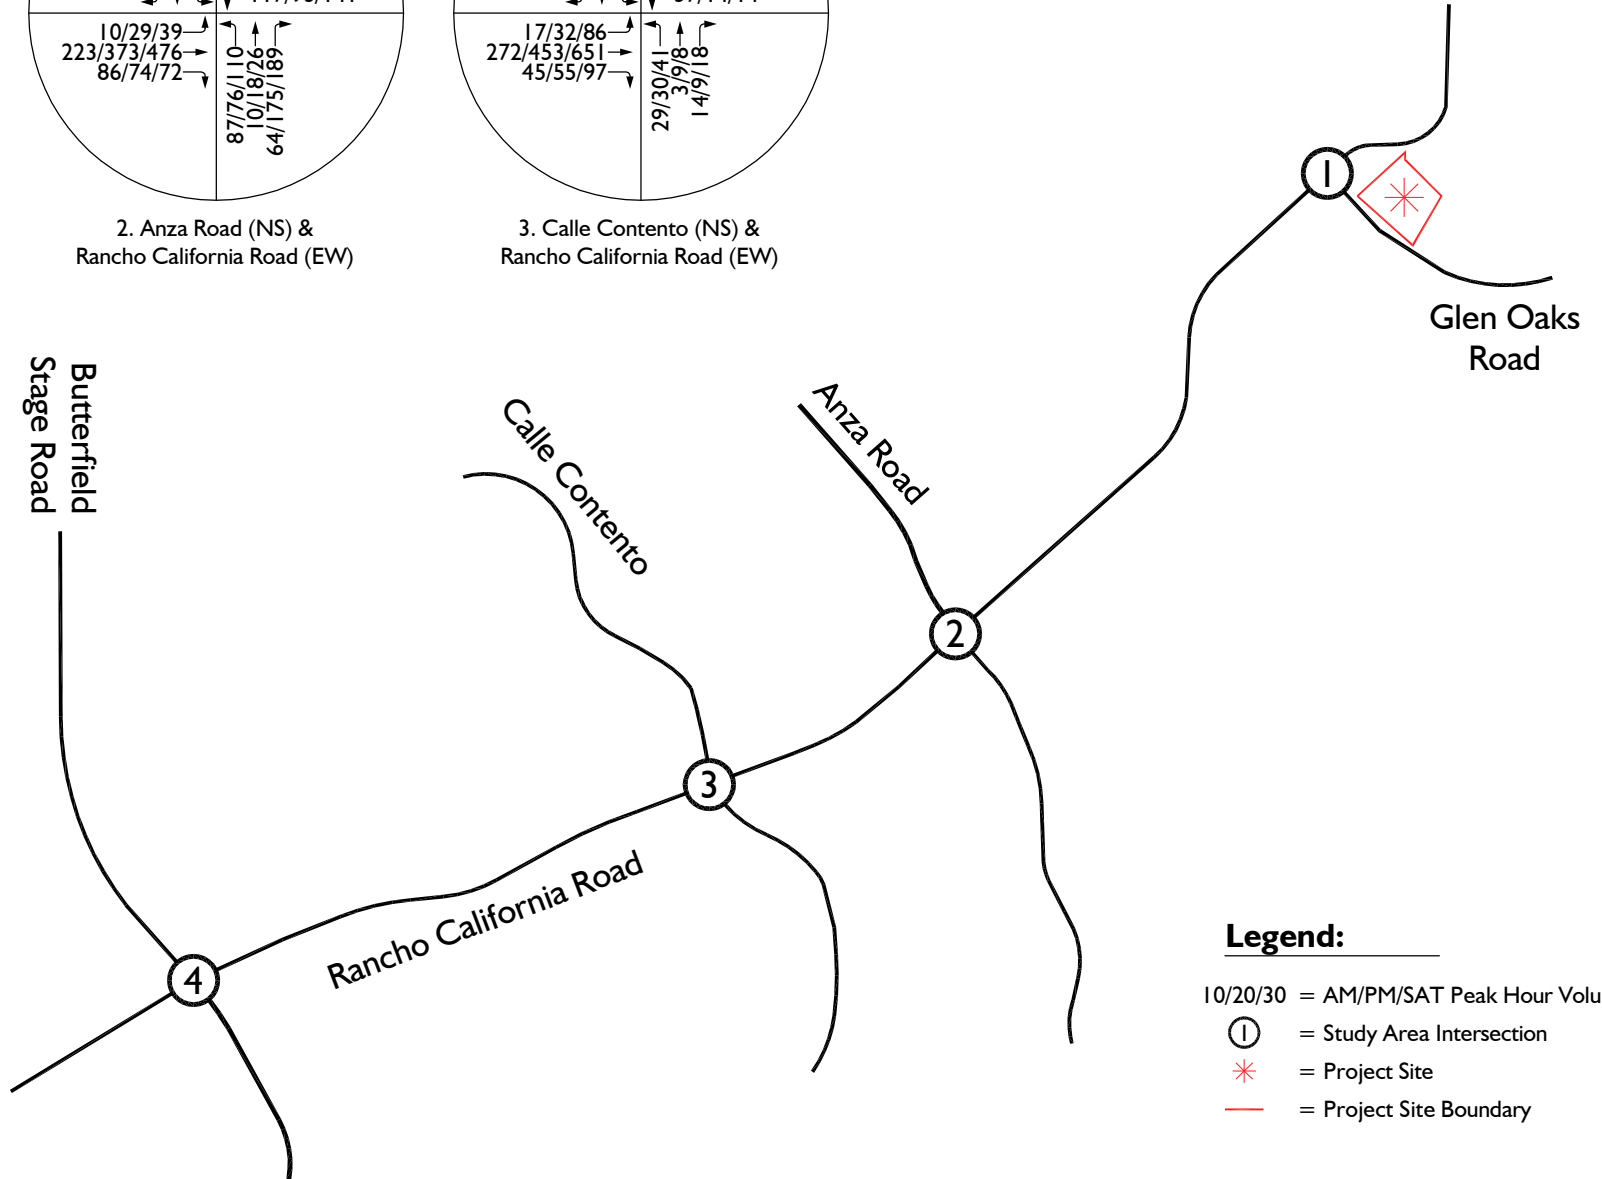 10/29/39
223/373/476
86/74/72
87/76/110
10/18/26
64/175/189
17/32/86
272/453/651
45/55/97
29/30/41
3/9/8
14/9/18
2. Anza Road (NS) &
Rancho California Road (EW)
3. Calle Contento (NS) &
Rancho California Road (EW)
1
Glen Oaks
Road
Butterfield
Stage Road
Calle Contento
Anza Road
2
3
Rancho California Road
4
Legend:
10/20/30 = AM/PM/SAT Peak Hour Volu
1 = Study Area Intersection
= Project Site
= Project Site Boundary